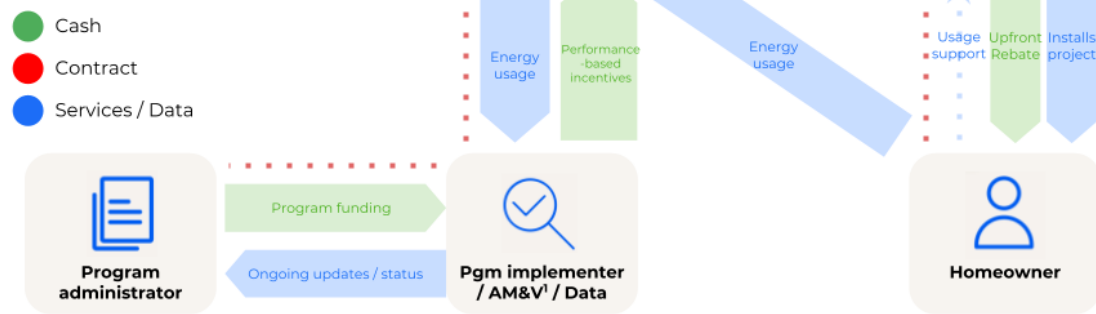 Cash
Contract
Services / Data
Energy
usage
Performance
-based
incentives
Energy
usage
Usage
support
Upfront
Rebate
Installs
project
Program funding
Ongoing updates / status
Program
administrator
Pgm implementer
/ AM&V¹ / Data
Homeowner